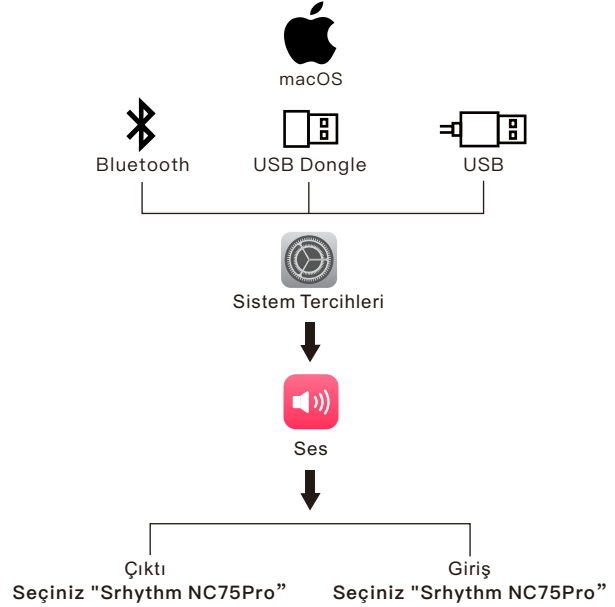 macOS
Bluetooth USB Dongle USB
Sistem Tercihleri
Ses
Çıktı Giriş
Seçiniz "Srhythm NC75Pro” Seçiniz "Srhythm NC75Pro”